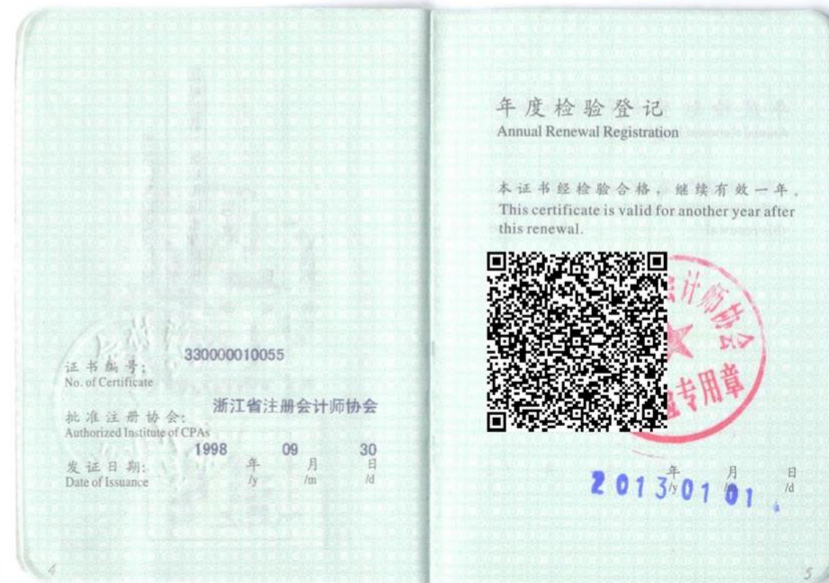 证书编号:
No. of Certificate
330000010055
批准注册协会:
Authorized Institute of CPAs
浙江省注册会计师协会
发证日期:
Date of Issuance
1998 年 09 月 30 日
/y /m /d
4
年度检验登记
Annual Renewal Registration
本证书经检验合格，继续有效一年。
This certificate is valid for another year after
this renewal.
计师协会
专用章
年 月 日
/y /d
2013 01 01
5